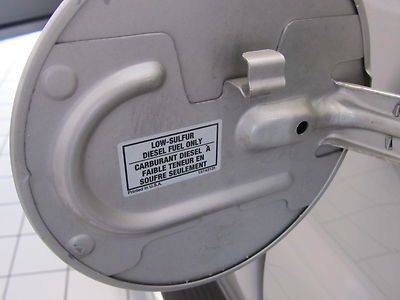 LOW-SULFUR
DIESEL FUEL ONLY
CARBURANT DIESEL A
FAIBLE TENEUR EN
SOUFRE SEULEMENT
Printed in U.S.A.